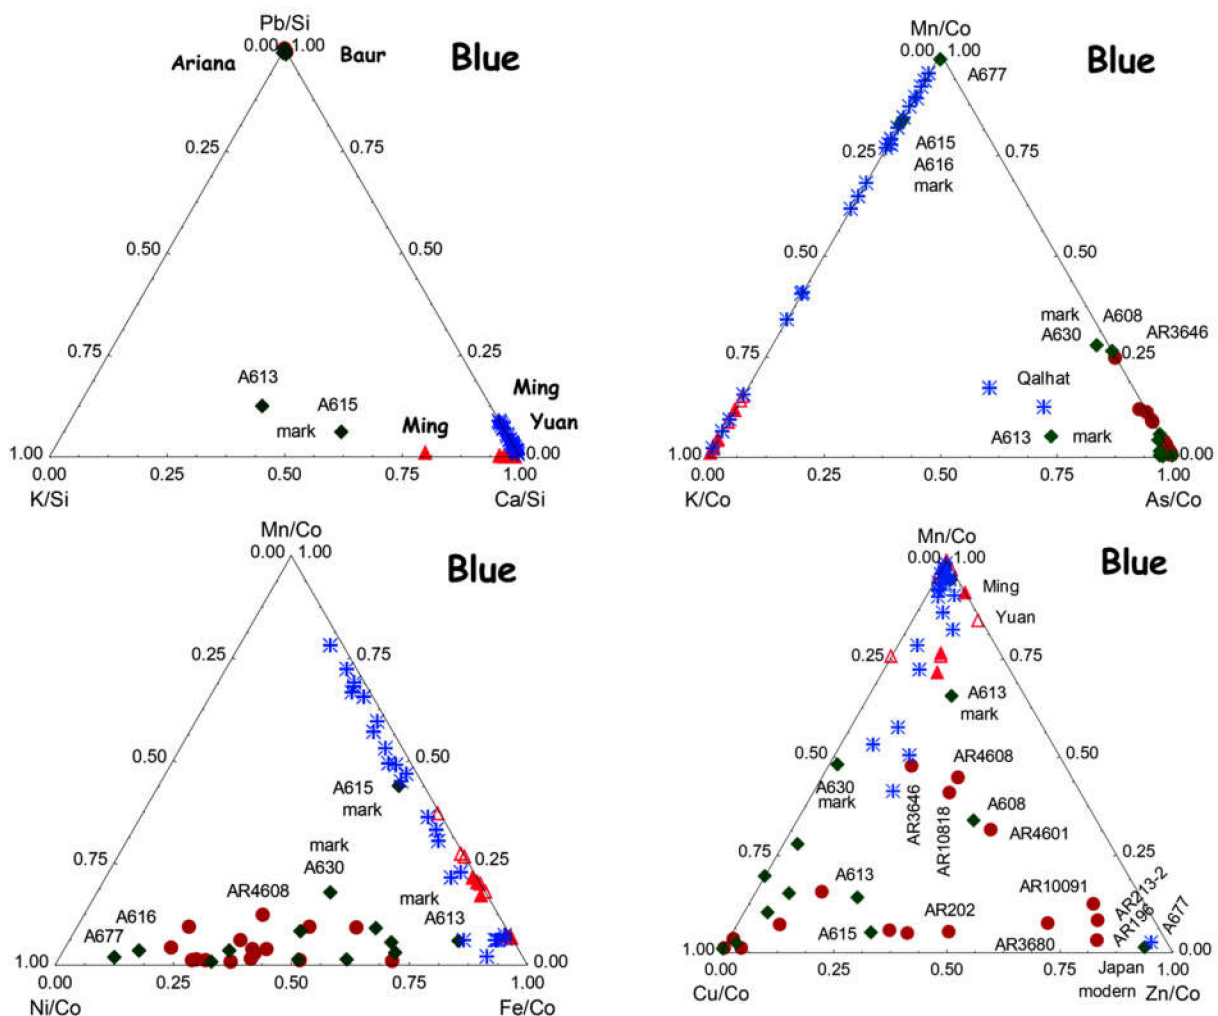 Pb/Si
0.00 1.00
Ariana
Baur
Blue
0.25
0.75
0.50
0.50
0.75
0.25
A613
A615
mark
Ming
Ming
Yuan
1.00
0.00
0.00
0.25
0.50
0.75
1.00
K/Si
Ca/Si
Mn/Co
0.00 1.00
Blue
A677
0.25
0.75
A615
A616
mark
0.50
0.50
mark
A608
A630
AR3646
0.75
0.25
Qalhat
A613
mark
1.00
0.00
0.00
0.25
0.50
0.75
1.00
K/Co
As/Co
Mn/Co
0.00 1.00
Blue
0.25
0.75
0.50
0.50
A615
mark
0.75
0.25
mark
A630
AR4608
mark
A616
A613
A677
1.00
0.00
0.00
0.25
0.50
0.75
1.00
Ni/Co
Fe/Co
Mn/Co
0.00 1.00
Blue
Ming
Yuan
0.25
0.75
A613
mark
0.50
0.50
AR4608
A630
mark
AR3646
AR10818
A608
AR4601
0.75
0.25
A613
AR10091
AR213-2
AR196
A677
AR202
A615
AR3680
1.00
0.00
0.00
0.25
0.50
0.75
1.00
Japan
modern
Cu/Co
Zn/Co